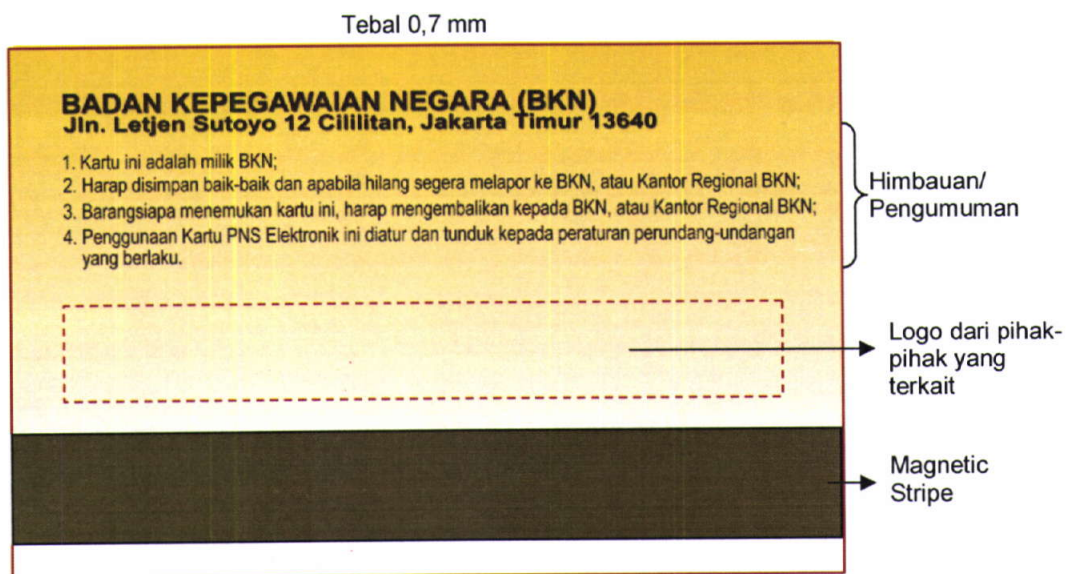 Tebal 0,7 mm
BADAN KEPEGAWAIAN NEGARA (BKN)
Jln. Letjen Sutoyo 12 Cililitan, Jakarta Timur 13640
1. Kartu ini adalah milik BKN;
2. Harap disimpan baik-baik dan apabila hilang segera melapor ke BKN, atau Kantor Regional BKN;
3. Barangsiapa menemukan kartu ini, harap mengembalikan kepada BKN, atau Kantor Regional BKN;
4. Penggunaan Kartu PNS Elektronik ini diatur dan tunduk kepada peraturan perundang-undangan
yang berlaku.
Himbauan/
Pengumuman
Logo dari pihak-
pihak yang
terkait
Magnetic
Stripe